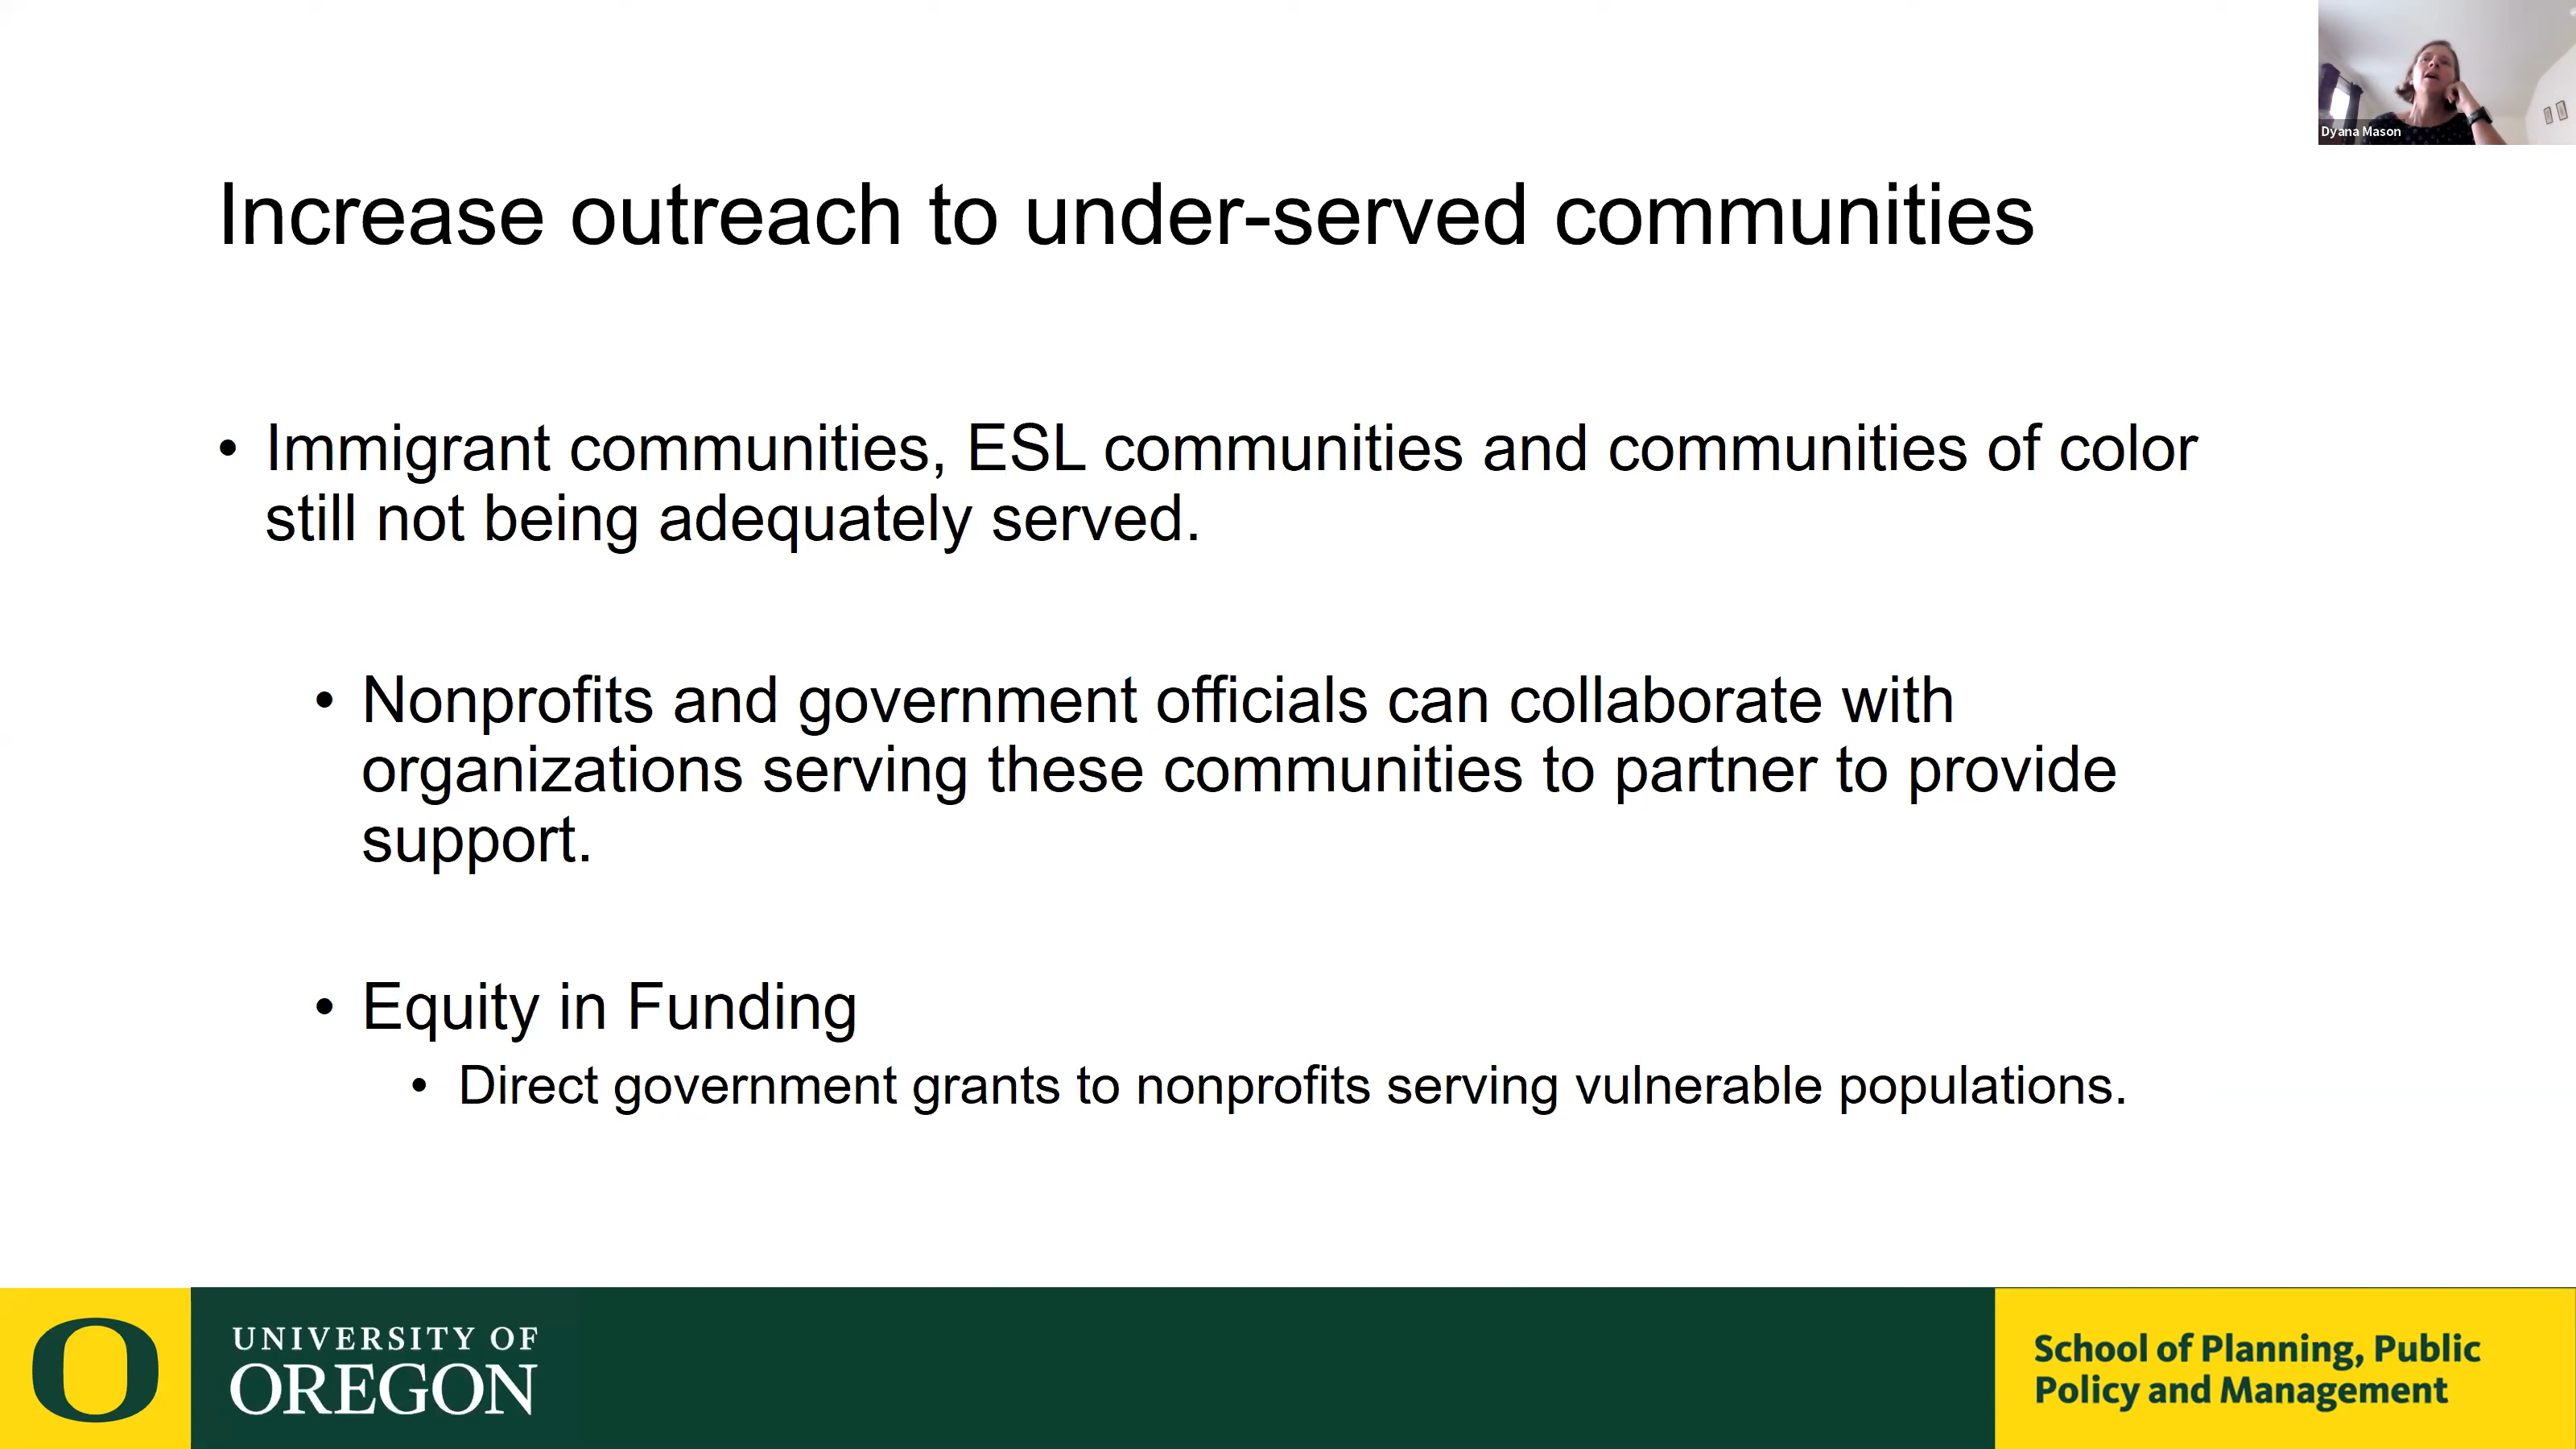 Dyana Mason
Increase outreach to under-served communities
• Immigrant communities, ESL communities and communities of color
still not being adequately served.
• Nonprofits and government officials can collaborate with
organizations serving these communities to partner to provide
support.
• Equity in Funding
• Direct government grants to nonprofits serving vulnerable populations.
O
UNIVERSITY OF
OREGON
School of Planning, Public
Policy and Management